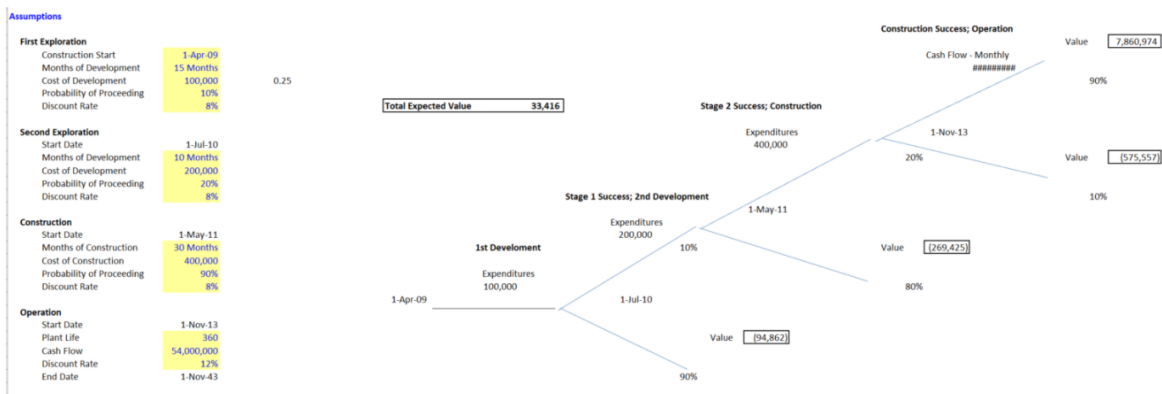 Assumptions
First Exploration
Construction Start 1-Apr-09
Months of Development 15 Months
Cost of Development 100,000 0.25
Probability of Proceeding 10%
Discount Rate 8%
Second Exploration
Start Date 1-Jul-10
Months of Development 10 Months
Cost of Development 200,000
Probability of Proceeding 20%
Discount Rate 8%
Construction
Start Date 1-May-11
Months of Construction 30 Months
Cost of Construction 400,000
Probability of Proceeding 90%
Discount Rate 8%
Operation
Start Date 1-Nov-13
Plant Life 360
Cash Flow 54,000,000
Discount Rate 12%
End Date 1-Nov-43
Total Expected Value 33,416
1st Develoment
Expenditures
100,000
1-Apr-09
Stage 1 Success; 2nd Development
Expenditures
200,000
10%
1-Jul-10
Value (94,862)
90%
Stage 2 Success; Construction
Expenditures
400,000
20%
1-May-11
Value (269,425)
80%
Construction Success; Operation
Cash Flow - Monthly
#########
1-Nov-13
Value 7,860,974
90%
Value (575,557)
10%